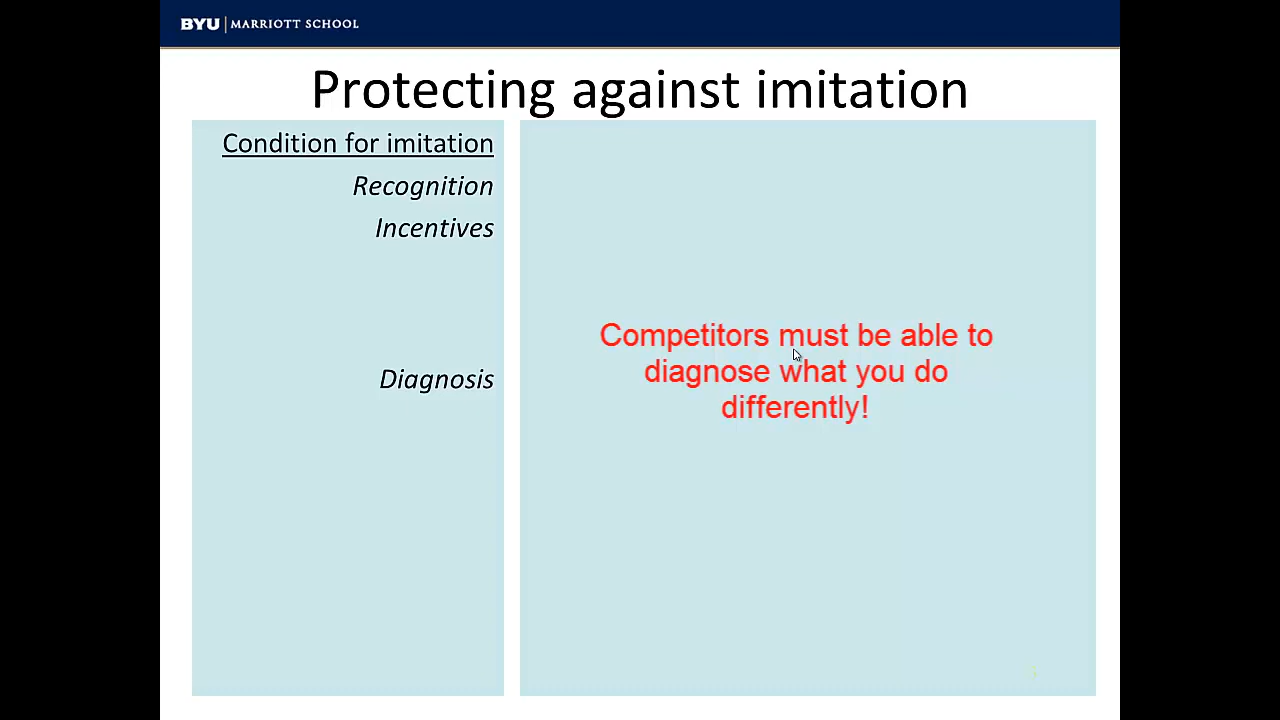 BYU | MARRIOTT SCHOOL
Protecting against imitation
Condition for imitation
Recognition
Incentives
Diagnosis
Competitors must be able to
diagnose what you do
differently!